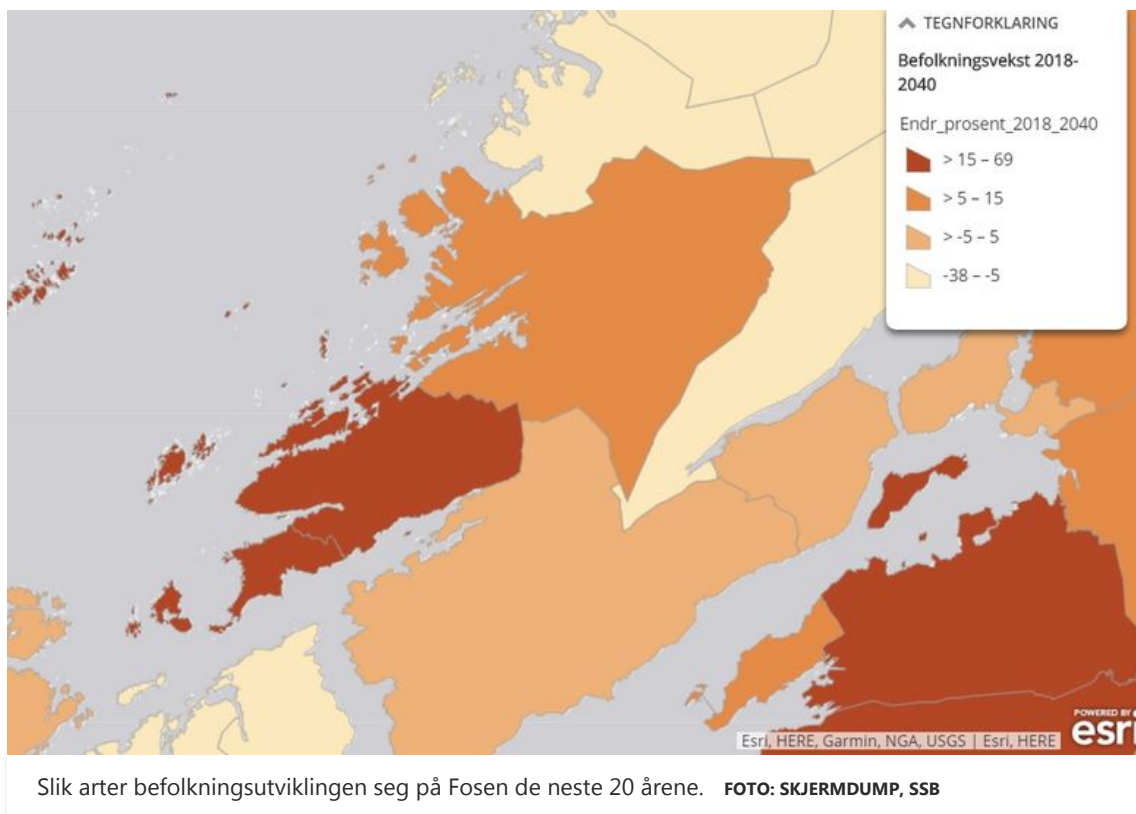 TEGNFORKLARING
Befolkningsvekst 2018-
2040
Endr_prosent_2018_2040
> 15 – 69
> 5 – 15
> -5 – 5
-38 – -5
POWERED BY
esri
Esri, HERE, Garmin, NGA, USGS | Esri, HERE
Slik arter befolkningsutviklingen seg på Fosen de neste 20 årene. FOTO: SKJERMDUMP, SSB